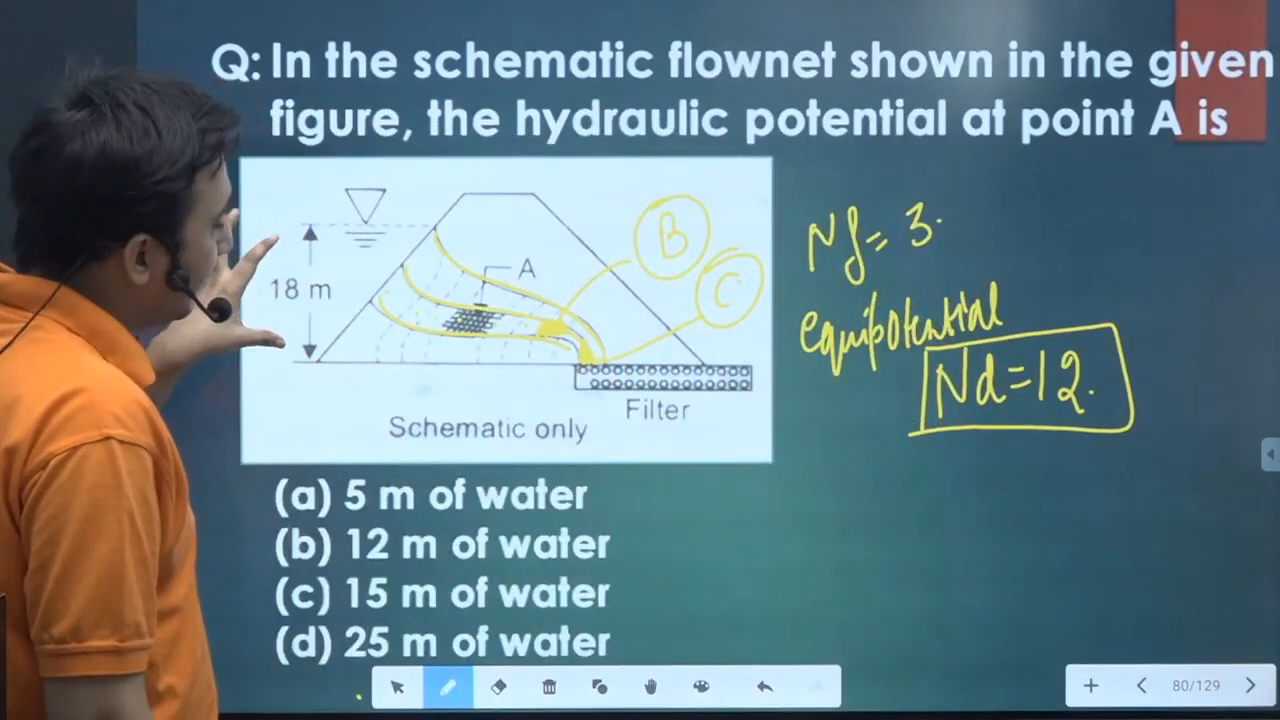 Q: In the schematic flownet shown in the given
figure, the hydraulic potential at point A is
B
Nf = 3.
A
C
18 m
equipotential
Nd=12.
Filter
Schematic only
(a) 5 m of water
(b) 12 m of water
(c) 15 m of water
(d) 25 m of water
80/129